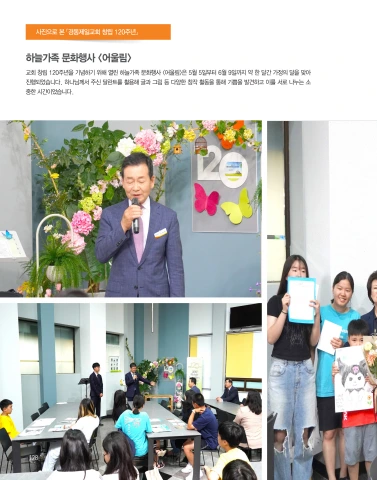 사진으로 본 「강릉제일교회 창립 120주년」
하늘가족 문화행사 <어울림>
교회 창립 120주년을 기념하기 위해 열린 하늘가족 문화행사 <어울림>은 5월 5일부터 6월 9일까지 약 한 달간 가정의 달을 맞아
진행되었습니다. 하나님께서 주신 달란트를 활용해 글과 그림 등 다양한 창작 활동을 통해 기쁨을 발견하고 이를 서로 나누는 소
중한 시간이었습니다.
120
128